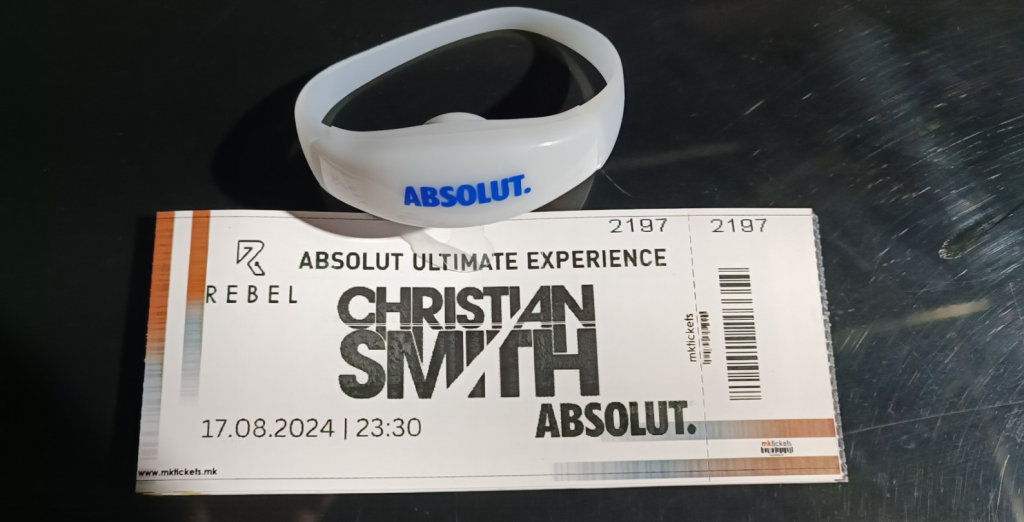 ABSOLUT.
2197
2197
ABSOLUT ULTIMATE EXPERIENCE
REBEL
CHRISTIAN
SMITH
mktickets
ABSOLUT.
17.08.2024 | 23:30
mktickets
www.mktickets.mk